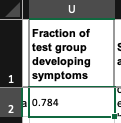 U
Fraction of
test group
developing
symptoms
1
2
0.784